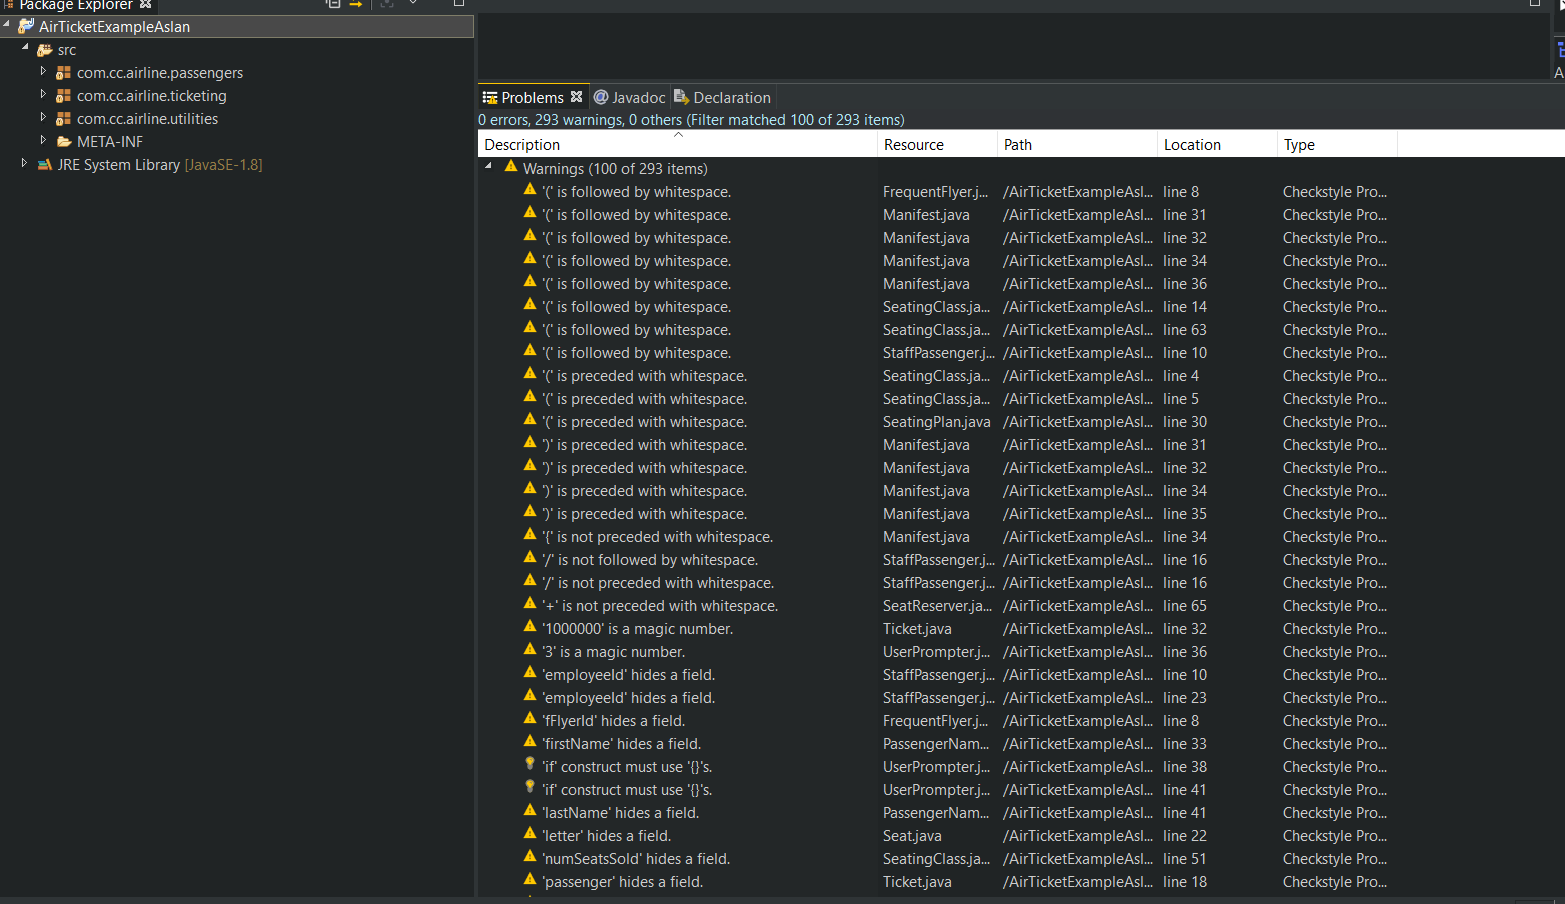 Package Explorer
AirTicketExampleAslan
src
com.cc.airline.passengers
com.cc.airline.ticketing
com.cc.airline.utilities
META-INF
JRE System Library [JavaSE-1.8]
A
Problems @ Javadoc Declaration
0 errors, 293 warnings, 0 others (Filter matched 100 of 293 items)
Description Resource Path Location Type
Warnings (100 of 293 items)
'(' is followed by whitespace. FrequentFlyer.j... /AirTicketExampleAsl... line 8 Checkstyle Pro...
'(' is followed by whitespace. Manifest.java /AirTicketExampleAsl... line 31 Checkstyle Pro...
'(' is followed by whitespace. Manifest.java /AirTicketExampleAsl... line 32 Checkstyle Pro...
'(' is followed by whitespace. Manifest.java /AirTicketExampleAsl... line 34 Checkstyle Pro...
'(' is followed by whitespace. Manifest.java /AirTicketExampleAsl... line 36 Checkstyle Pro...
'(' is followed by whitespace. SeatingClass.ja... /AirTicketExampleAsl... line 14 Checkstyle Pro...
'(' is followed by whitespace. SeatingClass.ja... /AirTicketExampleAsl... line 63 Checkstyle Pro...
'(' is followed by whitespace. StaffPassenger.j... /AirTicketExampleAsl... line 10 Checkstyle Pro...
'(' is preceded with whitespace. SeatingClass.ja... /AirTicketExampleAsl... line 4 Checkstyle Pro...
'(' is preceded with whitespace. SeatingClass.ja... /AirTicketExampleAsl... line 5 Checkstyle Pro...
'(' is preceded with whitespace. SeatingPlan.java /AirTicketExampleAsl... line 30 Checkstyle Pro...
')' is preceded with whitespace. Manifest.java /AirTicketExampleAsl... line 31 Checkstyle Pro...
')' is preceded with whitespace. Manifest.java /AirTicketExampleAsl... line 32 Checkstyle Pro...
')' is preceded with whitespace. Manifest.java /AirTicketExampleAsl... line 34 Checkstyle Pro...
')' is preceded with whitespace. Manifest.java /AirTicketExampleAsl... line 35 Checkstyle Pro...
'{' is not preceded with whitespace. Manifest.java /AirTicketExampleAsl... line 34 Checkstyle Pro...
'/' is not followed by whitespace. StaffPassenger.j... /AirTicketExampleAsl... line 16 Checkstyle Pro...
'/' is not preceded with whitespace. StaffPassenger.j... /AirTicketExampleAsl... line 16 Checkstyle Pro...
'+' is not preceded with whitespace. SeatReserver.ja... /AirTicketExampleAsl... line 65 Checkstyle Pro...
'1000000' is a magic number. Ticket.java /AirTicketExampleAsl... line 32 Checkstyle Pro...
'3' is a magic number. UserPrompter.j... /AirTicketExampleAsl... line 36 Checkstyle Pro...
'employeeId' hides a field. StaffPassenger.j... /AirTicketExampleAsl... line 10 Checkstyle Pro...
'employeeId' hides a field. StaffPassenger.j... /AirTicketExampleAsl... line 23 Checkstyle Pro...
'fFlyerId' hides a field. FrequentFlyer.j... /AirTicketExampleAsl... line 8 Checkstyle Pro...
'firstName' hides a field. PassengerNam... /AirTicketExampleAsl... line 33 Checkstyle Pro...
'if' construct must use '{}'s. UserPrompter.j... /AirTicketExampleAsl... line 38 Checkstyle Pro...
'if' construct must use '{}'s. UserPrompter.j... /AirTicketExampleAsl... line 41 Checkstyle Pro...
'lastName' hides a field. PassengerNam... /AirTicketExampleAsl... line 41 Checkstyle Pro...
'letter' hides a field. Seat.java /AirTicketExampleAsl... line 22 Checkstyle Pro...
'numSeatsSold' hides a field. SeatingClass.ja... /AirTicketExampleAsl... line 51 Checkstyle Pro...
'passenger' hides a field. Ticket.java /AirTicketExampleAsl... line 18 Checkstyle Pro...